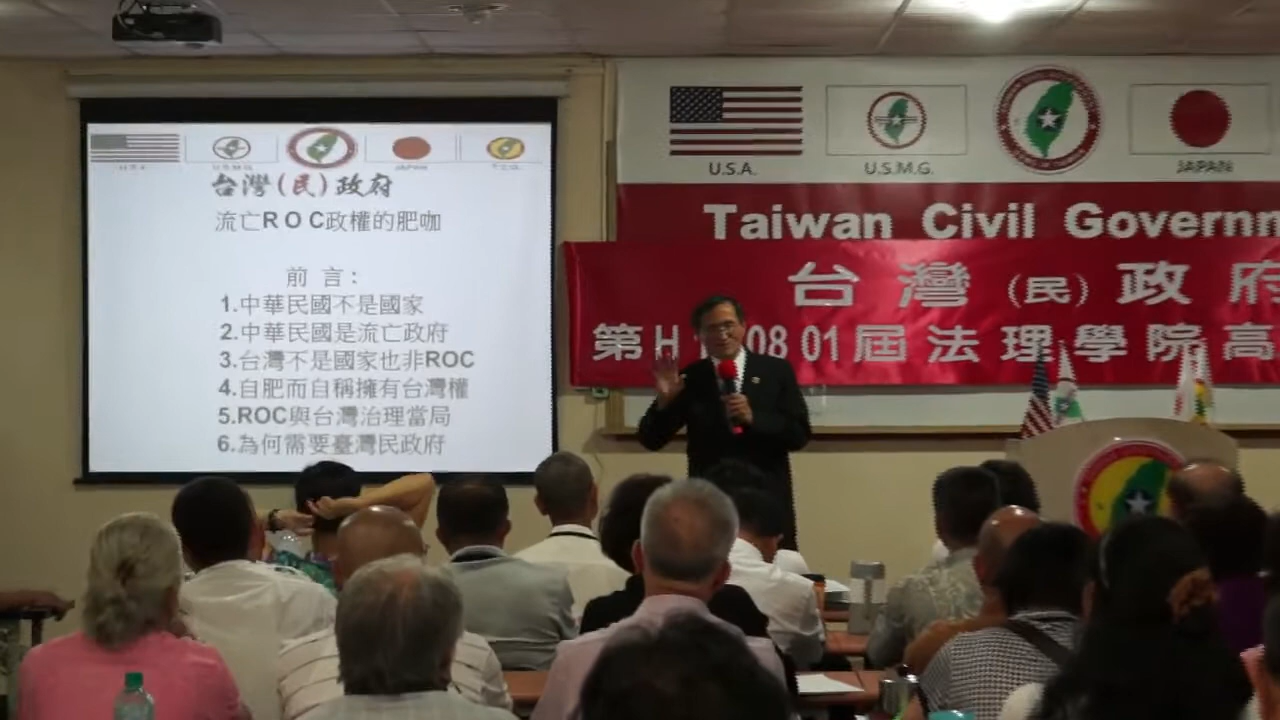 U.S.A.
JAPAN
台灣(民)政府
流亡ROC政權的肥咖
前言:
1.中華民國不是國家
2.中華民國是流亡政府
3.台灣不是國家也非ROC
4.自肥而自稱擁有台灣權
5.ROC與台灣治理當局
6.為何需要臺灣民政府
U.S.A.
U.S.M.G.
JAPAN
Taiwan Civil Governm
台灣(民)政府
第H 08 01屆法理學院高